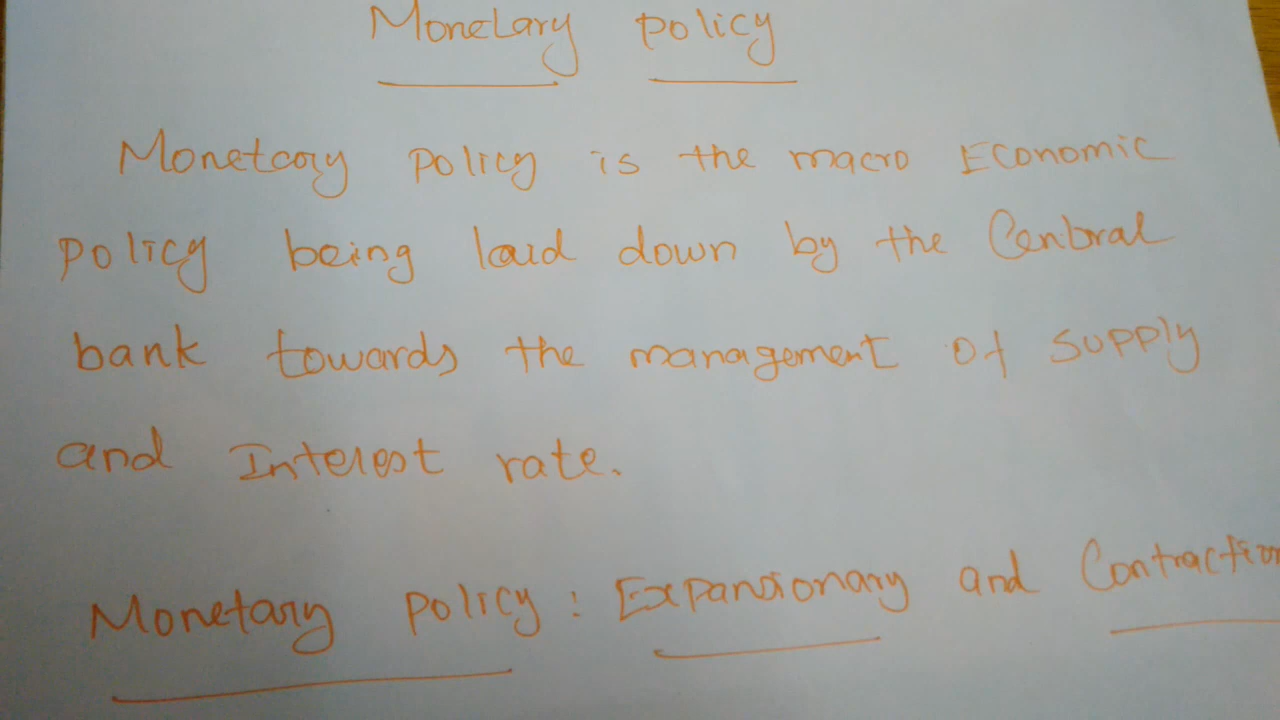 Monetary policy
Monetary policy is the macro Economic
policy being laid down by the Central
bank towards the management of supply
and Interest rate.
Monetary policy : Expansionary and Contraction